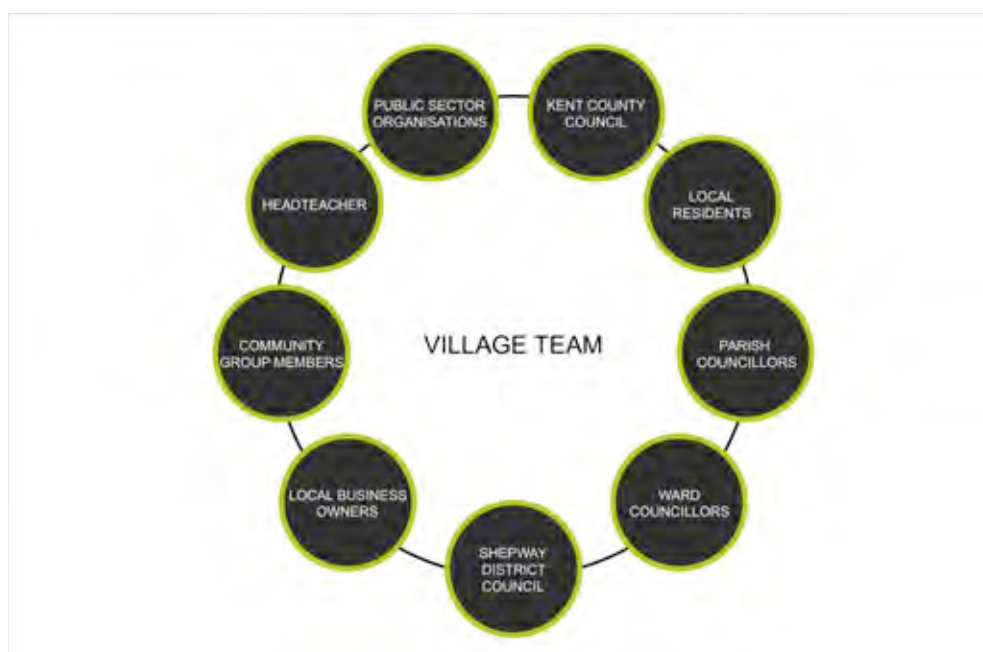 PUBLIC SECTOR
ORGANISATIONS
KENT COUNTY
COUNCIL
HEADTEACHER
LOCAL
RESIDENTS
COMMUNITY
GROUP MEMBERS
VILLAGE TEAM
PARISH
COUNCILLORS
LOCAL BUSINESS
OWNERS
WARD
COUNCILLORS
SHEPWAY
DISTRICT
COUNCIL